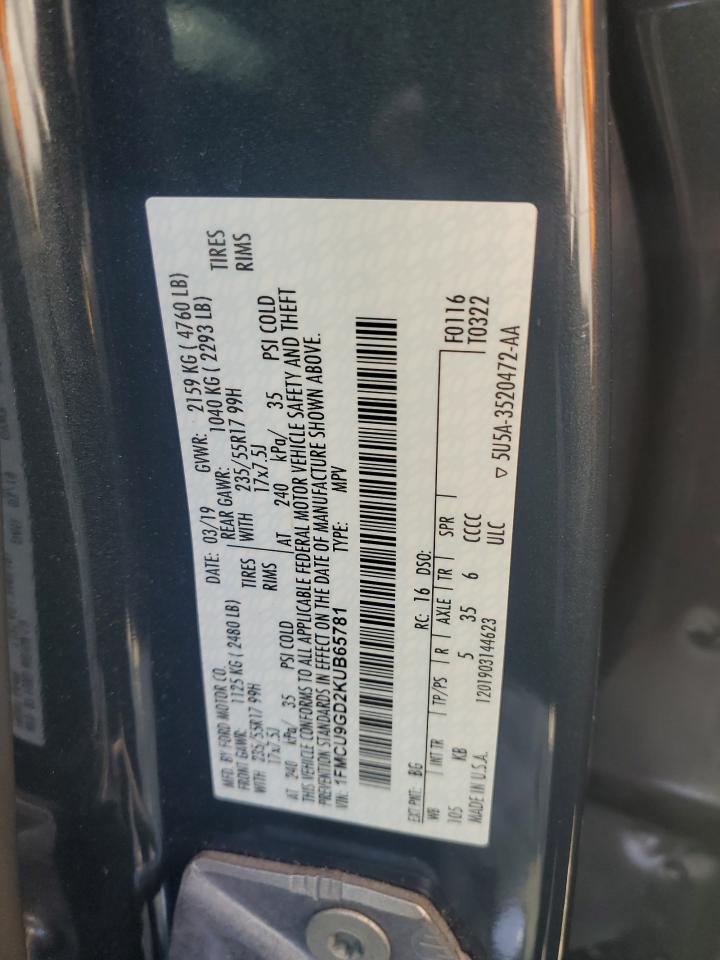 MFD. BY FORD MOTOR CO.
DATE: 03/19 GVWR: 2159 KG ( 4760 LB)
FRONT GAWR: 1125 KG ( 2480 LB) REAR GAWR: 1040 KG ( 2293 LB)
WITH 235/55R17 99H TIRES WITH 235/55R17 99H TIRES
17x7.5J RIMS 17x7.5J RIMS
AT 240 kPa/ 35 PSI COLD AT 240 kPa/ 35 PSI COLD
THIS VEHICLE CONFORMS TO ALL APPLICABLE FEDERAL MOTOR VEHICLE SAFETY AND THEFT
PREVENTION STANDARDS IN EFFECT ON THE DATE OF MANUFACTURE SHOWN ABOVE.
VIN: 1FMCU9GD2KUB65781 TYPE: MPV
EXT PNT: BG RC: 16 DSO: F0116
WB INT TR TP/PS R AXLE TR SPR T0322
105 KB 5 35 6 CCCC
MADE IN U.S.A. 1201903144623 ULC
▽ 5U5A-3520472-AA